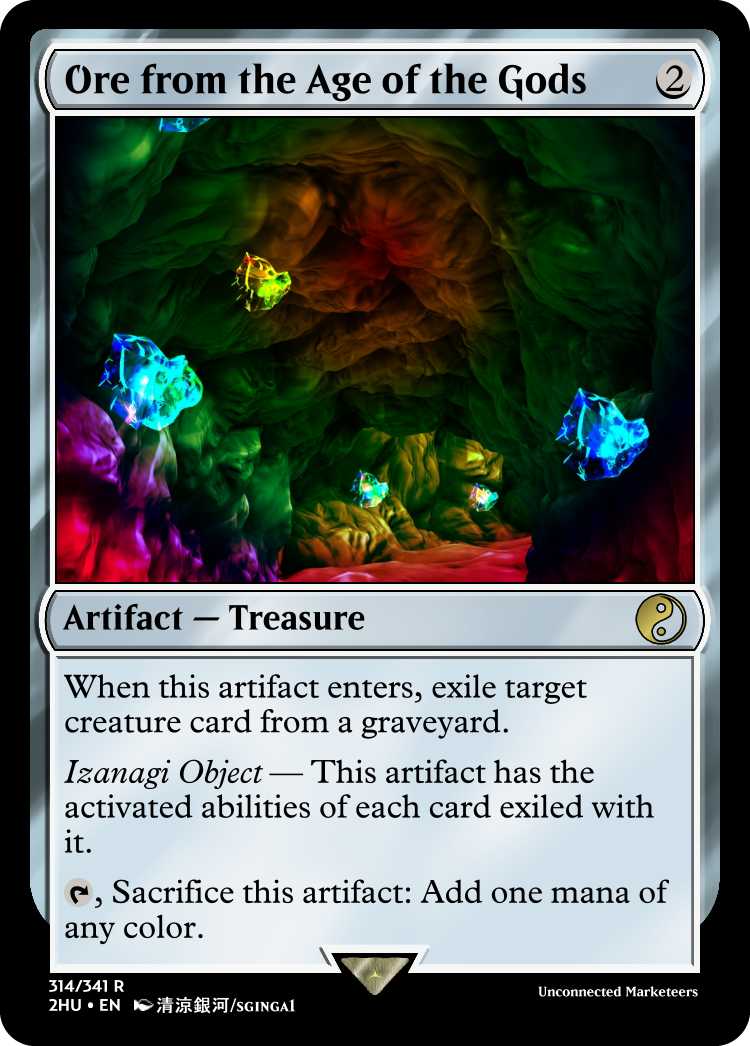 Ore from the Age of the Gods
2
Artifact — Treasure
When this artifact enters, exile target
creature card from a graveyard.
Izanagi Object — This artifact has the
activated abilities of each card exiled with
it.
, Sacrifice this artifact: Add one mana of
any color.
314/341 R
2HU • EN 清涼銀河/SGINGA1
Unconnected Marketeers